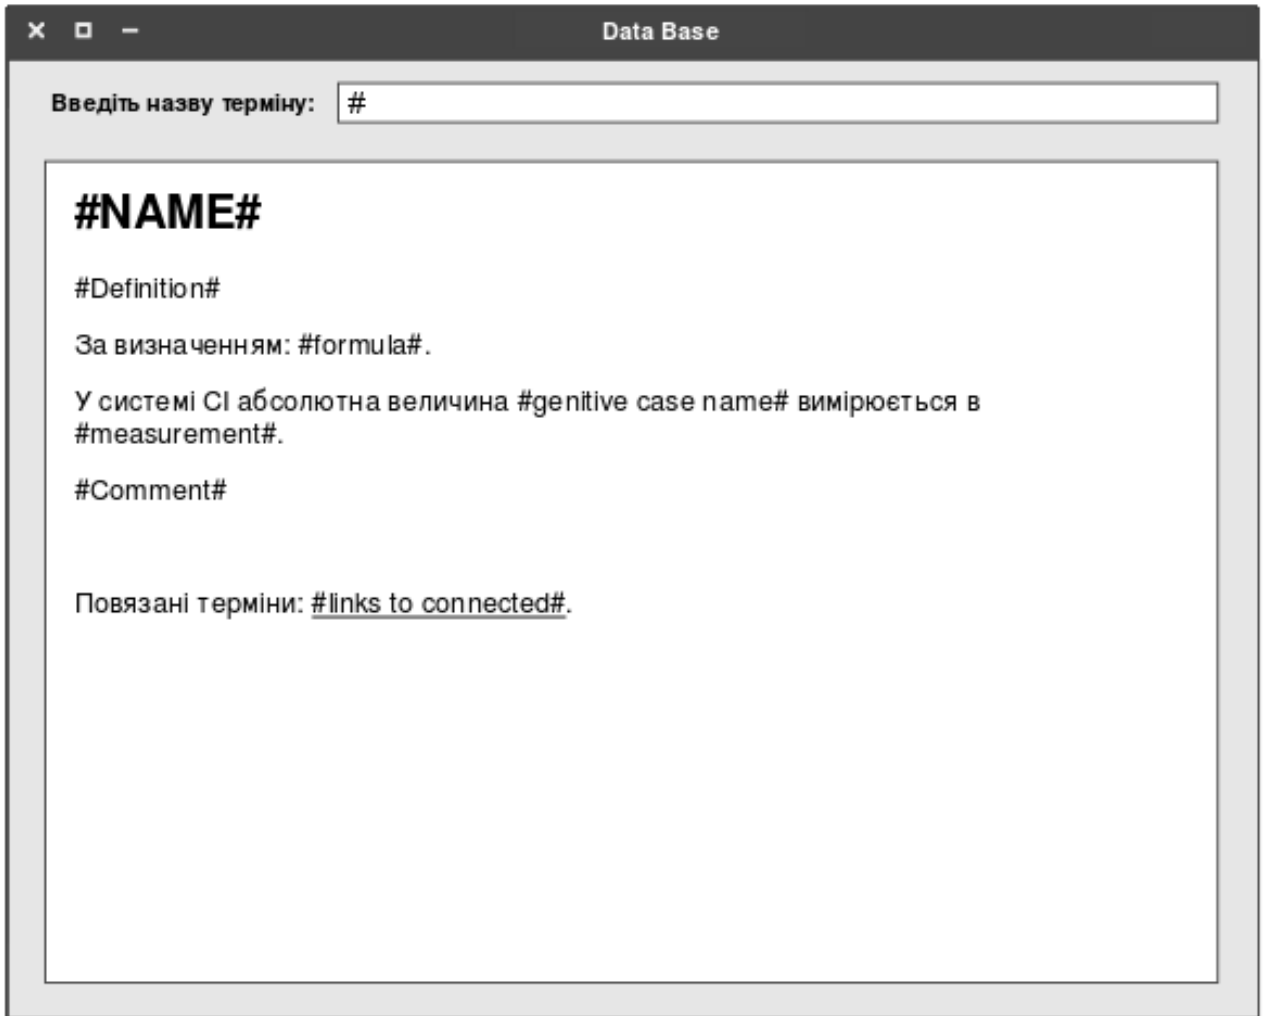 Data Base
Введіть назву терміну: #
#NAME#
#Definition#
За визначенням: #formula#.
У системі СІ абсолютна величина #genitive case name# вимірюється в
#measurement#.
#Comment#
Повязані терміни: #links to connected#.